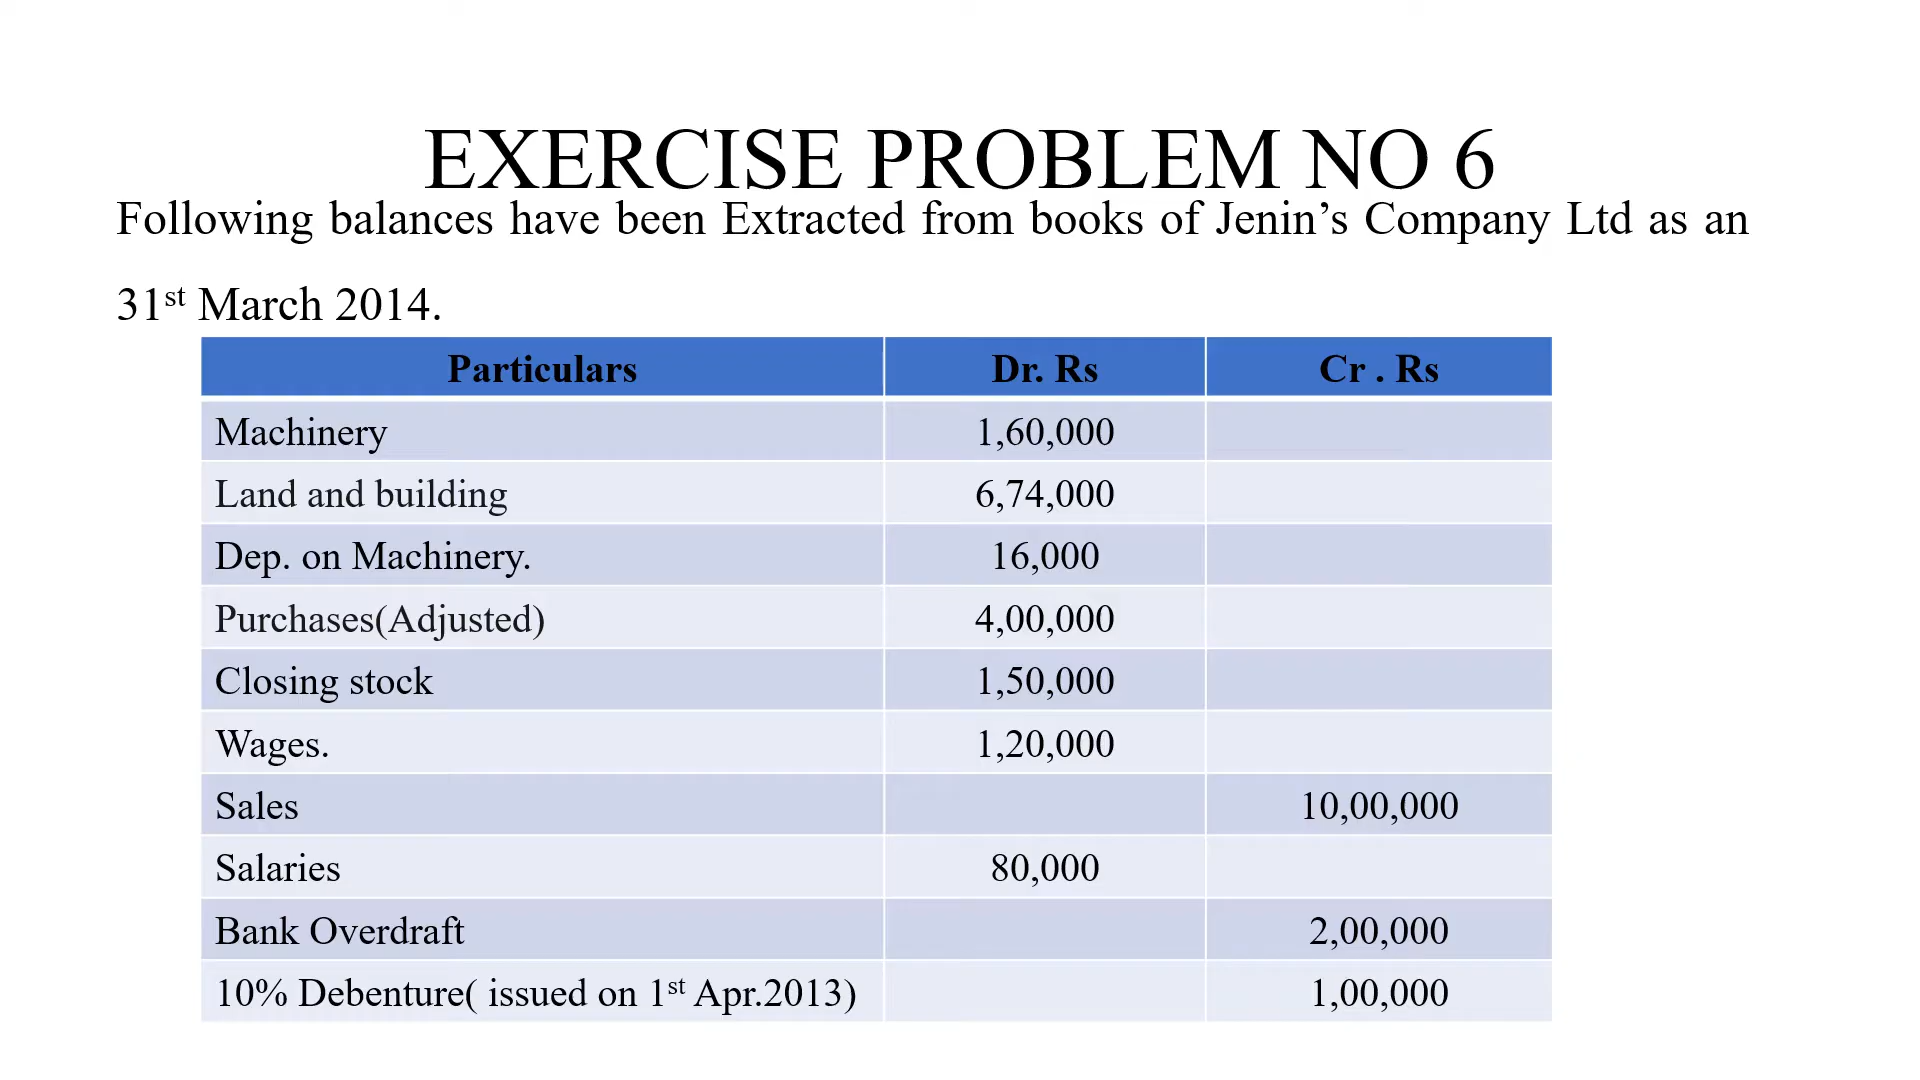 EXERCISE PROBLEM NO 6
Following balances have been Extracted from books of Jenin’s Company Ltd as an
31st March 2014.
Particulars Dr. Rs Cr . Rs
Machinery 1,60,000
Land and building 6,74,000
Dep. on Machinery. 16,000
Purchases(Adjusted) 4,00,000
Closing stock 1,50,000
Wages. 1,20,000
Sales 10,00,000
Salaries 80,000
Bank Overdraft 2,00,000
10% Debenture( issued on 1st Apr.2013) 1,00,000